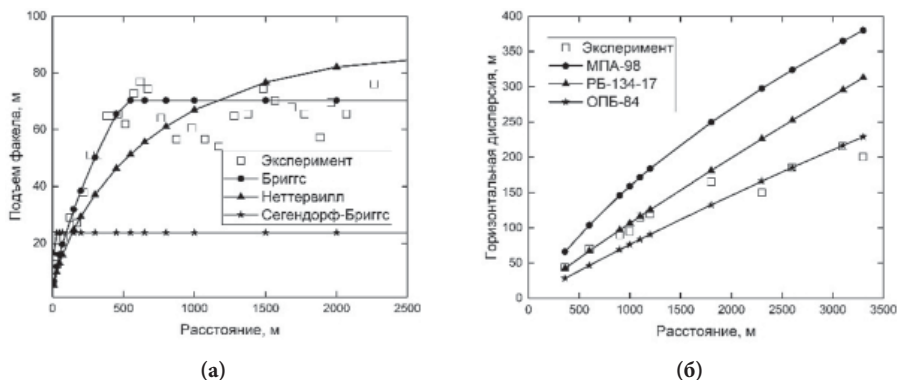 Подъем факела, м
100
80
60
40
20
Эксперимент
Бриггс
Неттервилл
Сегендорф-Бриггс
0 500 1000 1500 2000 2500
Расстояние, м
(а)
Горизонтальная дисперсия, м
400
350
300
250
200
150
100
50
0
Эксперимент
МПА-98
РБ-134-17
ОПБ-84
0 500 1000 1500 2000 2500 3000 3500
Расстояние, м
(б)